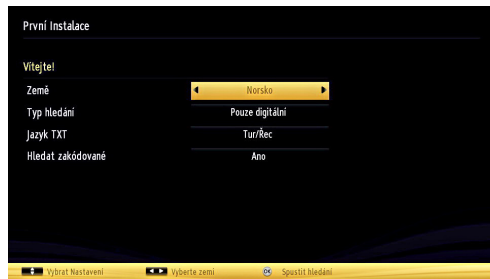 První Instalace
Vítejte!
Země Norsko
Typ hledání Pouze digitální
Jazyk TXT Tur/Řec
Hledat zakódované Ano
Vybrat Nastavení Vyberte zemi OK Spustit hledání